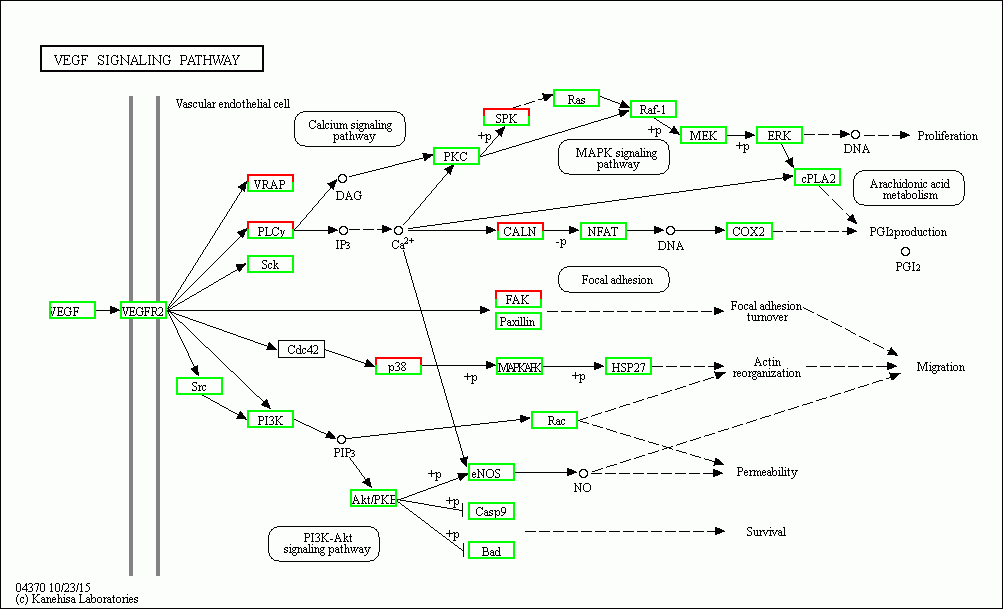 VEGF SIGNALING PATHWAY
Vascular endothelial cell
Calcium signaling
pathway
SPK
Ras
Raf-1
+p
+p
MEK
+p
ERK
DNA
Proliferation
PKC
MAPK signaling
pathway
cPLA2
Arachidonic acid
metabolism
VRAP
DAG
PLCγ
IP3
Ca2+
CALN
-p
NFAT
DNA
COX2
PGI2production
PGI2
Sck
Focal adhesion
VEGF
VEGFR2
FAK
Paxillin
Focal adhesion
turnover
Cdc42
p38
+p
MAPKAPK
+p
HSP27
Actin
reorganization
Migration
Src
PI3K
Rac
PIP3
Permeability
Akt/PKB
+p
eNOS
NO
+p
Casp9
+p
Bad
Survival
PI3K-Akt
signaling pathway
04370 10/23/15
(c) Kanehisa Laboratories